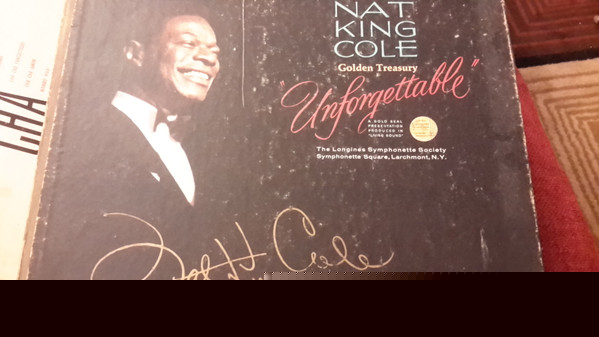 NAT
KING
COLE
Golden Treasury
"Unforgettable"
A GOLD SEAL
PRESENTATION
PRODUCED IN
"LIVING SOUND"
The Longines Symphonette Society
Symphonette Square, Larchmont, N.Y.
Nat H Cole
CHA